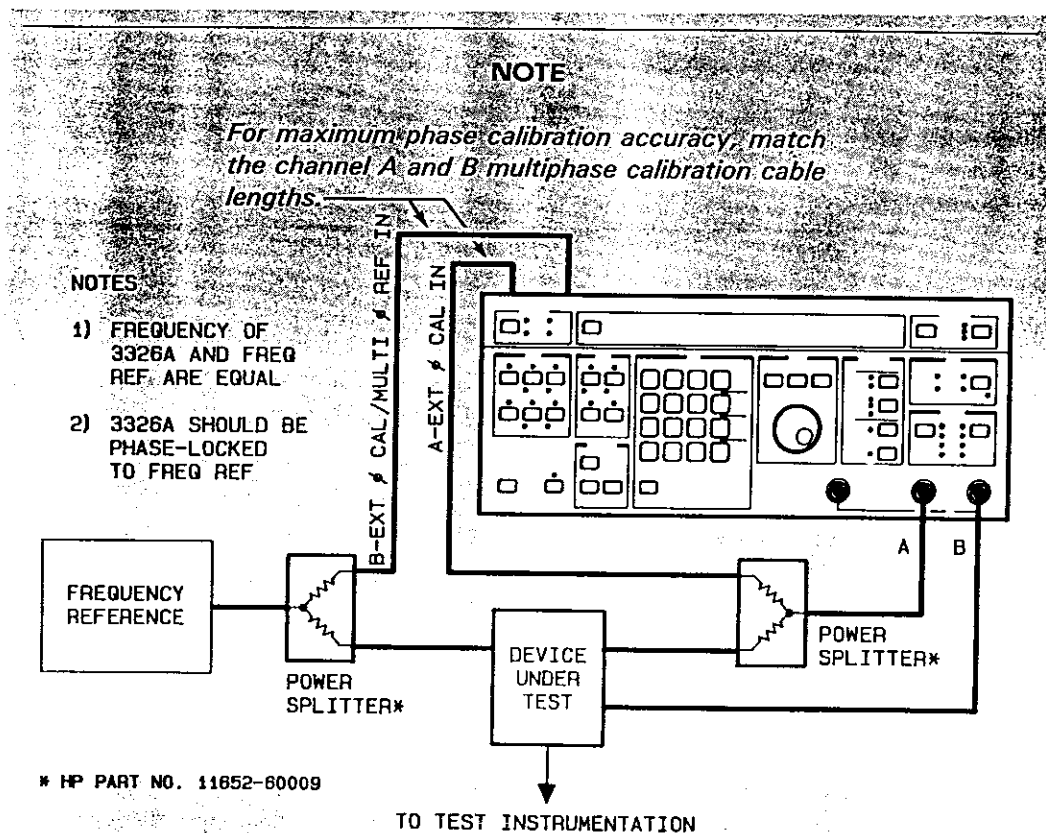 NOTE
For maximum phase calibration accuracy, match
the channel A and B multiphase calibration cable
lengths.
NOTES
1) FREQUENCY OF
3326A AND FREQ
REF. ARE EQUAL
2) 3326A SHOULD BE
PHASE-LOCKED
TO FREQ REF
B-EXT ø CAL/MULTI ø REF IN
A-EXT ø CAL IN
A
B
FREQUENCY
REFERENCE
POWER
SPLITTER*
DEVICE
UNDER
TEST
POWER
SPLITTER*
* HP PART NO. 11652-60009
TO TEST INSTRUMENTATION